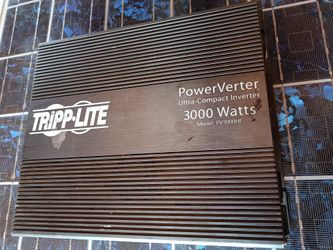 TRIPP·LITE
PowerVerter
Ultra-Compact Inverter
3000 Watts
Model: PV3000HF